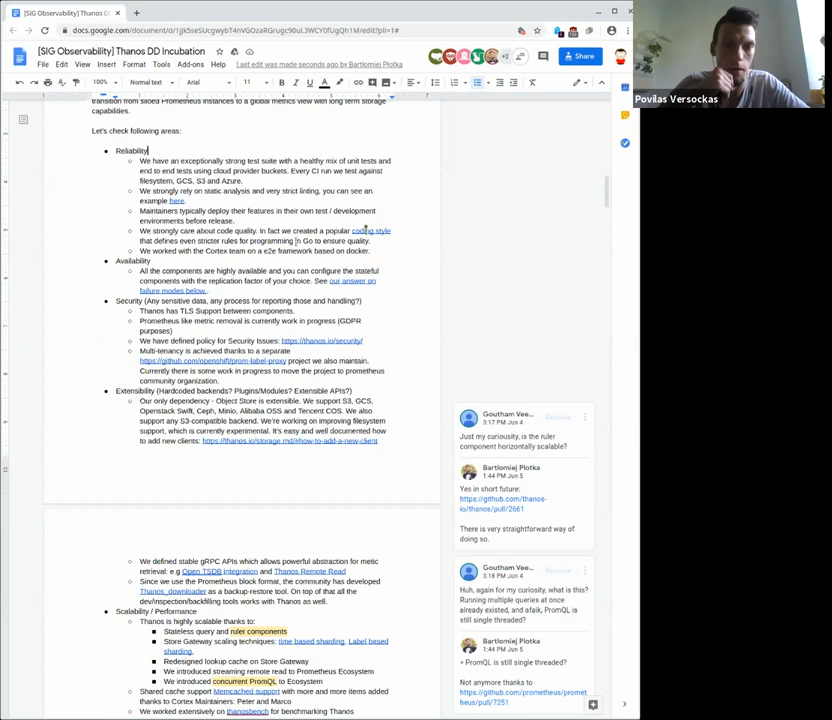 [SIG Observability] Thanos DD
docs.google.com/document/d/1jk5seSUcgwybT4nVGOzaRGrugc90uL3WCY0fUgQh1M/edit?pli=1#
[SIG Observability] Thanos DD Incubation
File Edit View Insert Format Tools Add-ons Help
Last edit was made seconds ago by Bartłomiej Płotka
+2
Share
100%
Normal text
Arial
11
transition from siloed Prometheus instances to a global metrics view with long term storage
capabilities.
Let's check following areas:
● Reliability
○ We have an exceptionally strong test suite with a healthy mix of unit tests and
end to end tests using cloud provider buckets. Every CI run we test against
filesystem, GCS, S3 and Azure.
○ We strongly rely on static analysis and very strict linting, you can see an
example here.
○ Maintainers typically deploy their features in their own test / development
environments before release.
○ We strongly care about code quality. In fact we created a popular coding style
that defines even stricter rules for programming in Go to ensure quality.
○ We worked with the Cortex team on a e2e framework based on docker.
● Availability
○ All the components are highly available and you can configure the stateful
components with the replication factor of your choice. See our answer on
failure modes below.
● Security (Any sensitive data, any process for reporting those and handling?)
○ Thanos has TLS Support between components.
○ Prometheus like metric removal is currently work in progress (GDPR
purposes)
○ We have defined policy for Security Issues: https://thanos.io/security/
○ Multi-tenancy is achieved thanks to a separate
https://github.com/openshift/prom-label-proxy project we also maintain.
Currently there is some work in progress to move the project to prometheus
community organization.
● Extensibility (Hardcoded backends? Plugins/Modules? Extensible APIs?)
○ Our only dependency - Object Store is extensible. We support S3, GCS,
Openstack Swift, Ceph, Minio, Alibaba OSS and Tencent COS. We also
support any S3-compatible backend. We're working on improving filesystem
support, which is currently experimental. It's easy and well documented how
to add new clients: https://thanos.io/storage.md/#how-to-add-a-new-client
○ We defined stable gRPC APIs which allows powerful abstraction for metic
retrieval: e.g Open TSDB integration and Thanos Remote Read
○ Since we use the Prometheus block format, the community has developed
Thanos_downloader as a backup-restore tool. On top of that all the
dev/inspection/backfilling tools works with Thanos as well.
● Scalability / Performance
○ Thanos is highly scalable thanks to:
■ Stateless query and ruler components
■ Store Gateway scaling techniques: time based sharding, Label based
sharding,
■ Redesigned lookup cache on Store Gateway
■ We introduced streaming remote read to Prometheus Ecosystem
■ We introduced concurrent PromQL to Ecosystem
○ Shared cache support Memcached support with more and more items added
thanks to Cortex Maintainers: Peter and Marco
○ We worked extensively on thanosbench for benchmarking Thanos
Goutham Vee...
3:17 PM Jun 4
Resolve
Just my curiousity, is the ruler
component horizontally scalable?
Bartłomiej Płotka
1:44 PM Jun 5
Yes in short future:
https://github.com/thanos-
io/thanos/pull/2661
There is very straightforward way of
doing so.
Goutham Vee...
3:18 PM Jun 4
Resolve
Huh, again for my curiosity, what is this?
Running multiple queries at once
already existed, and afaik, PromQL is
still single threaded?
Bartłomiej Płotka
1:44 PM Jun 5
> PromQL is still single threaded?
Not anymore thanks to
https://github.com/prometheus/promet
heus/pull/7251
Povilas Versockas